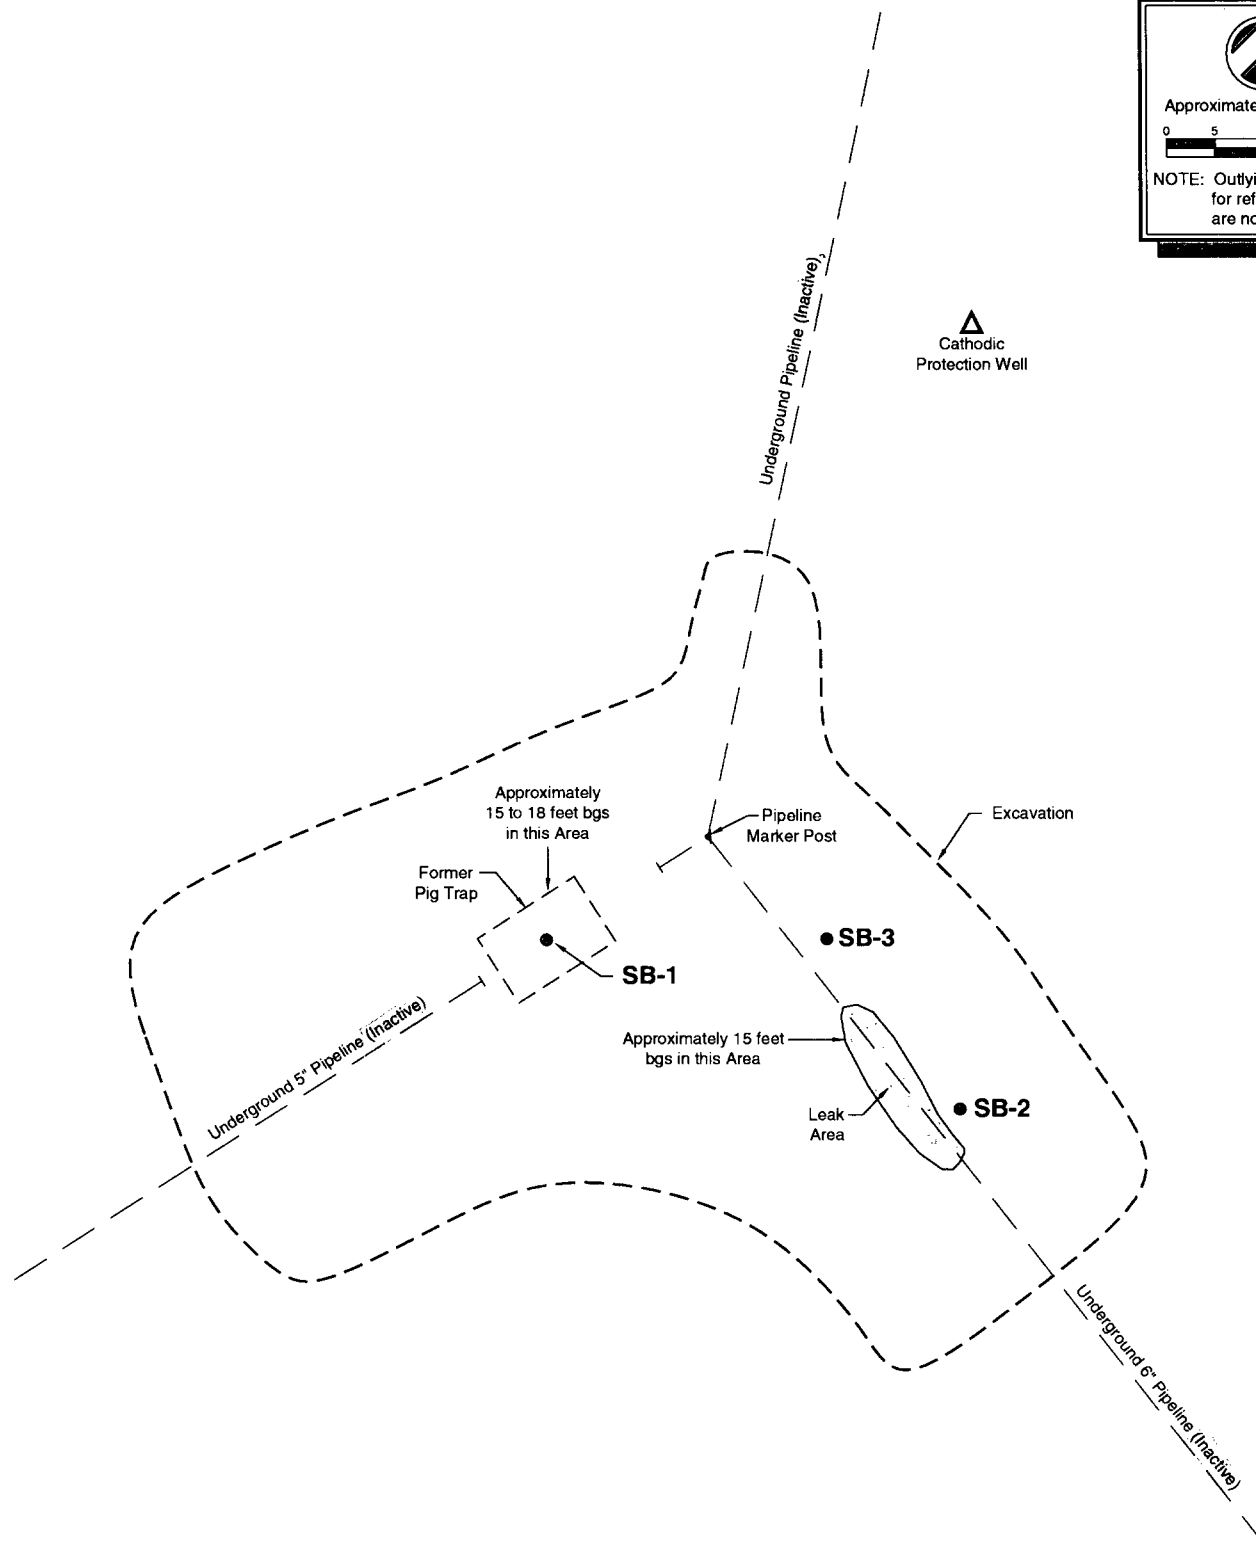 Approximate
0 5
NOTE: Outlyi
for ref
are no
Underground Pipeline (Inactive)
Cathodic
Protection Well
Approximately
15 to 18 feet bgs
in this Area
Pipeline
Marker Post
Excavation
Former
Pig Trap
SB-3
SB-1
Underground 5" Pipeline (Inactive)
Approximately 15 feet
bgs in this Area
Leak
Area
SB-2
Underground 6" Pipeline (Inactive)